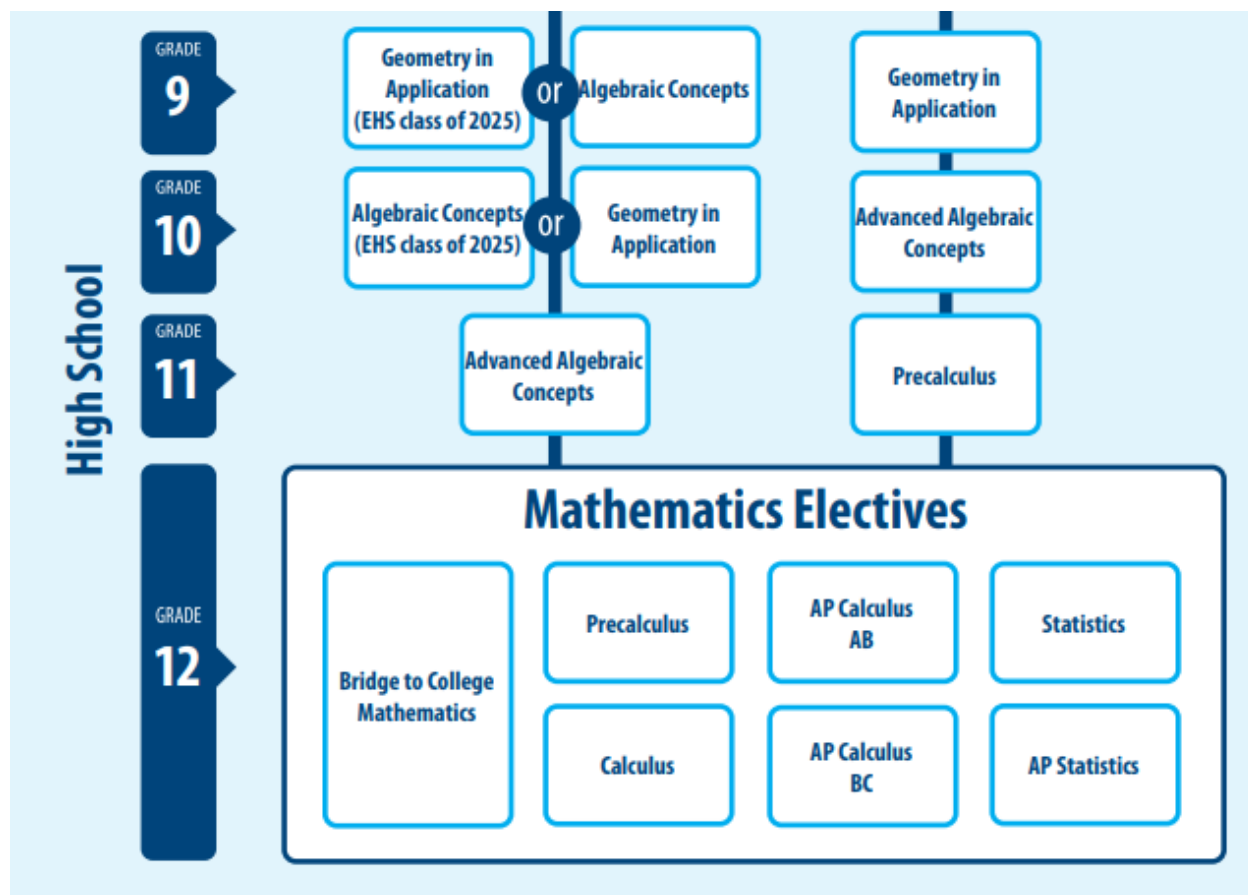 High School
GRADE
9
Geometry in
Application
(EHS class of 2025)
or
Algebraic Concepts
Geometry in
Application
GRADE
10
Algebraic Concepts
(EHS class of 2025)
or
Geometry in
Application
Advanced Algebraic
Concepts
GRADE
11
Advanced Algebraic
Concepts
Precalculus
GRADE
12
Mathematics Electives
Bridge to College
Mathematics
Precalculus
AP Calculus
AB
Statistics
Calculus
AP Calculus
BC
AP Statistics